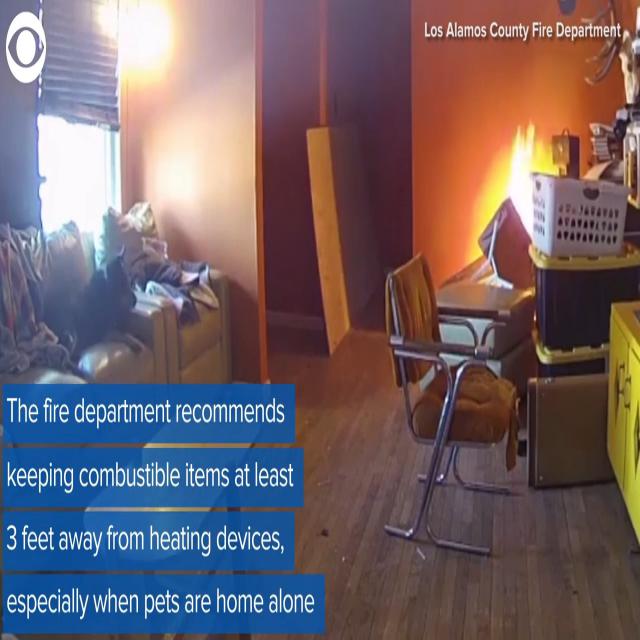 Los Alamos County Fire Department
The fire department recommends
keeping combustible items at least
3 feet away from heating devices,
especially when pets are home alone